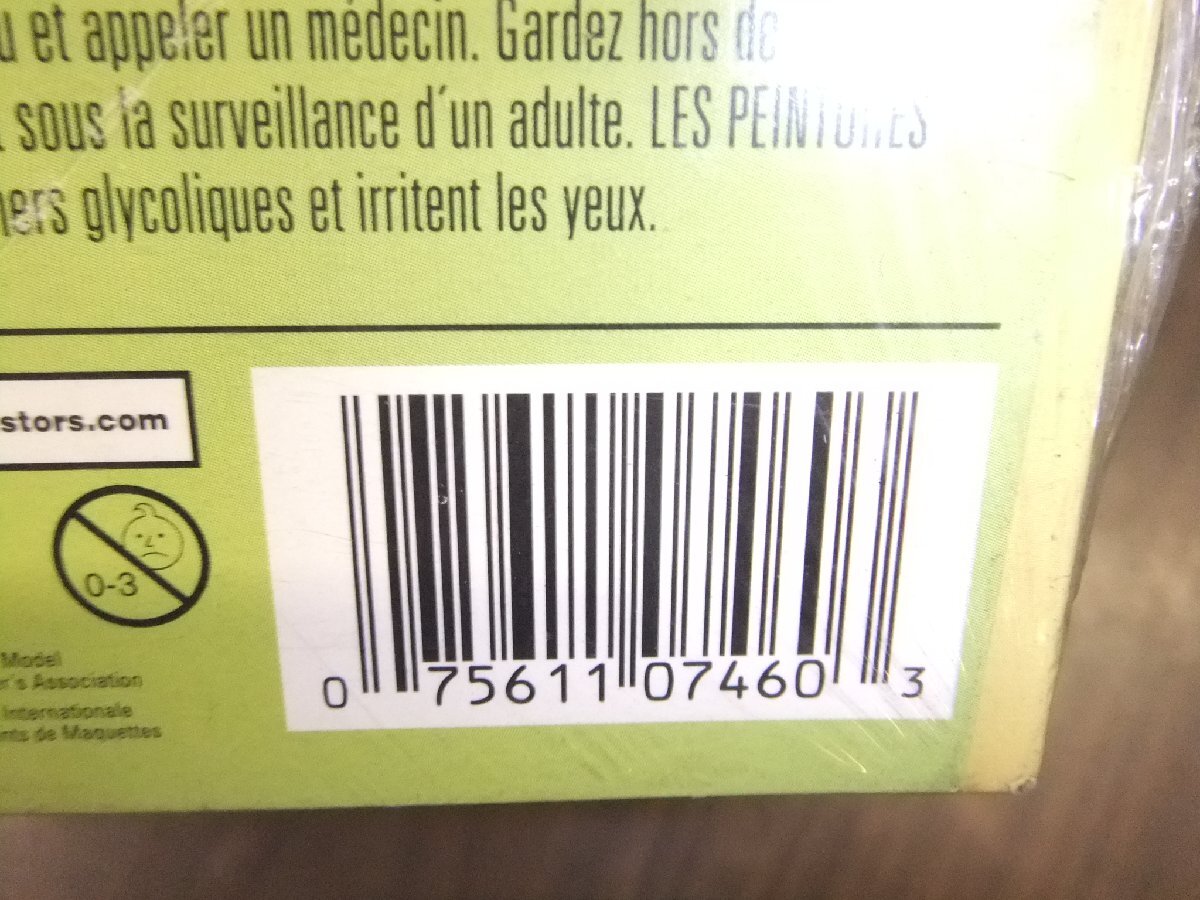 et appeler un médecin. Gardez hors de
sous la surveillance d'un adulte. LES PEINTURES
glycoliques et irritent les yeux.
stors.com
0-3
Model
r's Association
Internationale
nts de Maquettes
0 75611 07460 3